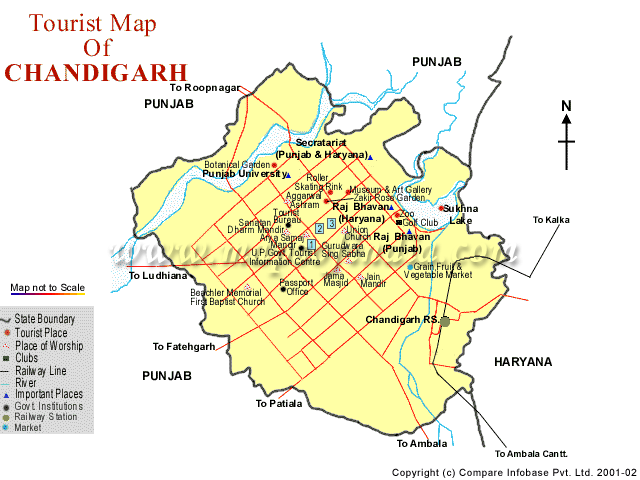 Tourist Map
Of
CHANDIGARH
PUNJAB
To Roopnagar
PUNJAB
N
Secratariat
(Punjab & Haryana)
Botanical Garden
Punjab University
Roller
Skating Rink
Museum & Art Gallery
Zakir Rose Garden
Aggarwal
Ashram
Raj Bhavan
(Haryana)
Zoo
Golf Club
Sukhna
Lake
To Kalka
Tourist
Bureau
Sanatan
Dharm Mandir
Union
Church
Raj Bhavan
(Punjab)
1
2
3
Arya Samaj
Mandir
Gurudwara
Sing Sabha
U.P.Govt. Tourist
Information Centre
Grain Fruit &
Vegetable Market
To Ludhiana
Jama
Masjid
Jain
Mandir
Passport
Office
Beachler Memorial
First Baptist Church
Map not to Scale
Chandigarh RS.
State Boundary
Tourist Place
Place of Worship
Clubs
Railway Line
River
Important Places
Govt. Institutions
Railway Station
Market
To Fatehgarh
PUNJAB
HARYANA
To Patiala
To Ambala
To Ambala Cantt.
Copyright (c) Compare Infobase Pvt. Ltd. 2001-02